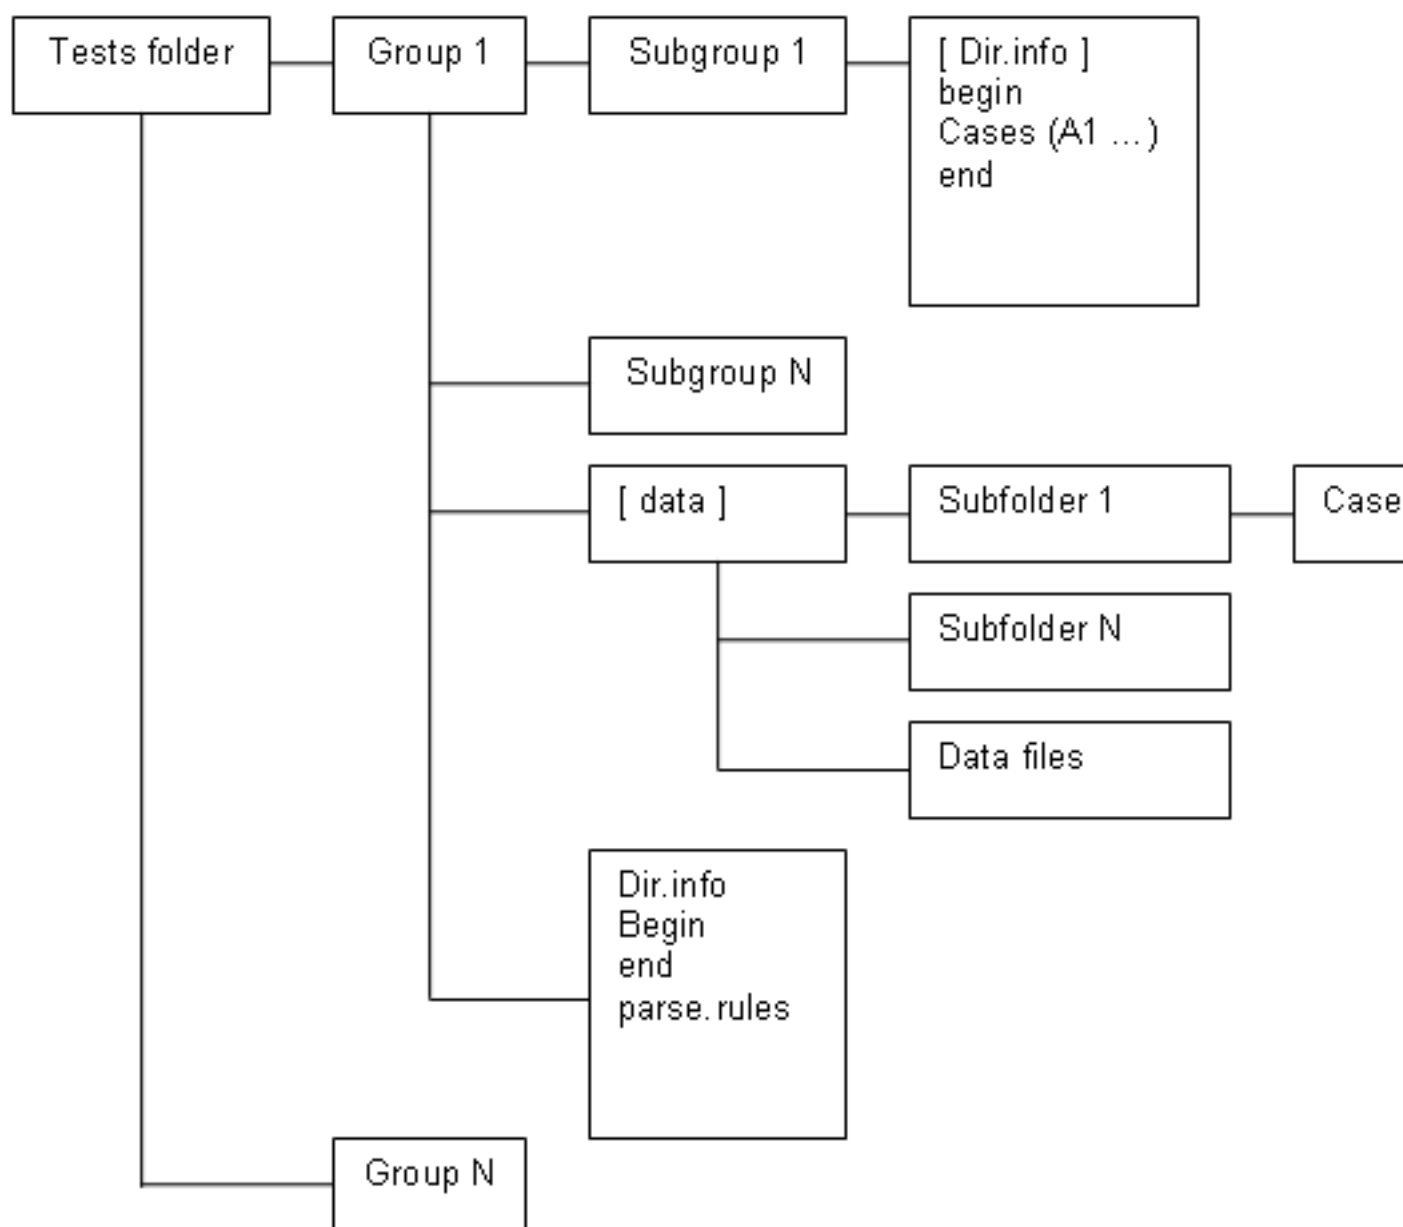 Tests folder
Group 1
Subgroup 1
[ Dir.info ]
begin
Cases (A1 ...)
end
Subgroup N
[ data ]
Subfolder 1
Case
Subfolder N
Data files
Dir.info
Begin
end
parse.rules
Group N